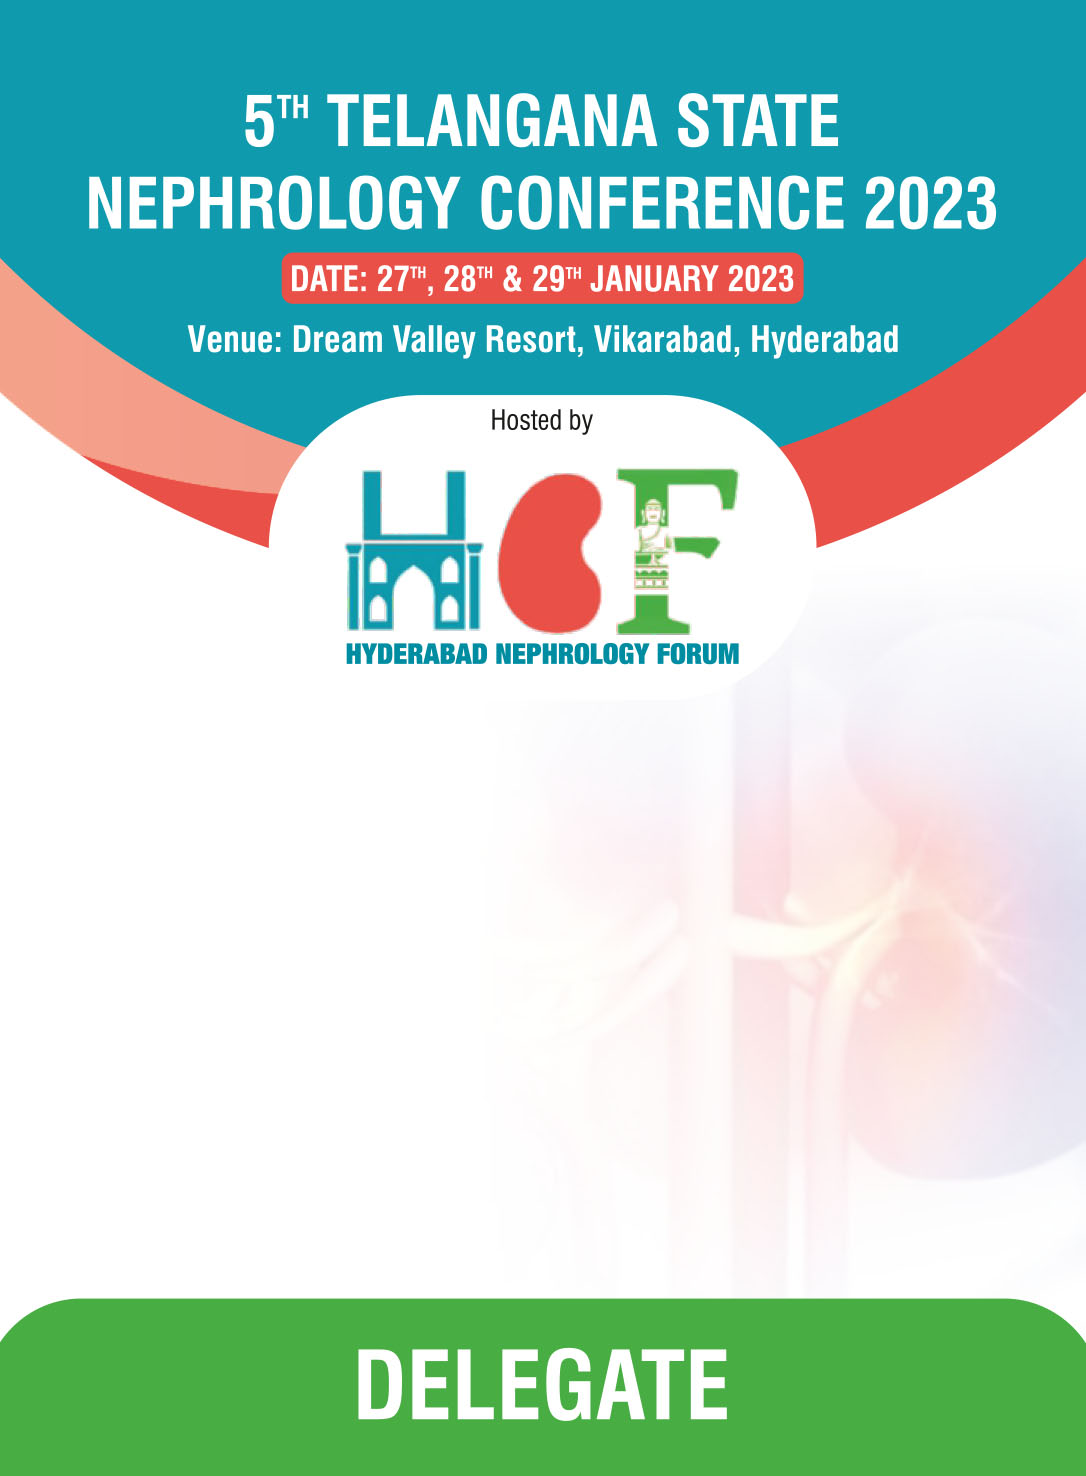 5TH TELANGANA STATE
NEPHROLOGY CONFERENCE 2023
DATE: 27TH, 28TH & 29TH JANUARY 2023
Venue: Dream Valley Resort, Vikarabad, Hyderabad
Hosted by
HYDERABAD NEPHROLOGY FORUM
DELEGATE